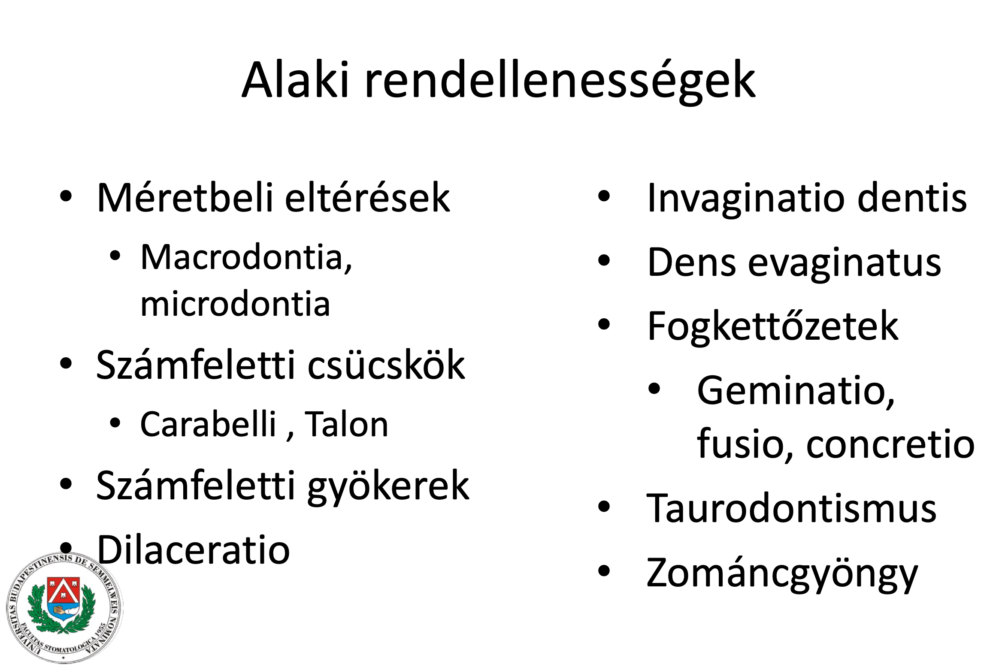 Alaki rendellenességek
• Méretbeli eltérések
• Macrodontia,
microdontia
• Számfeletti csücskök
• Carabelli , Talon
• Számfeletti gyökerek
• Dilaceratio
• Invaginatio dentis
• Dens evaginatus
• Fogkettőzetek
• Geminatio,
fusio, concretio
• Taurodontismus
• Zománcgyöngy
UNIVERSITAS BUDAPESTINENSIS DE SEMMELWEIS NOMINATA
FACULTAS STOMATOLOGICA 1955